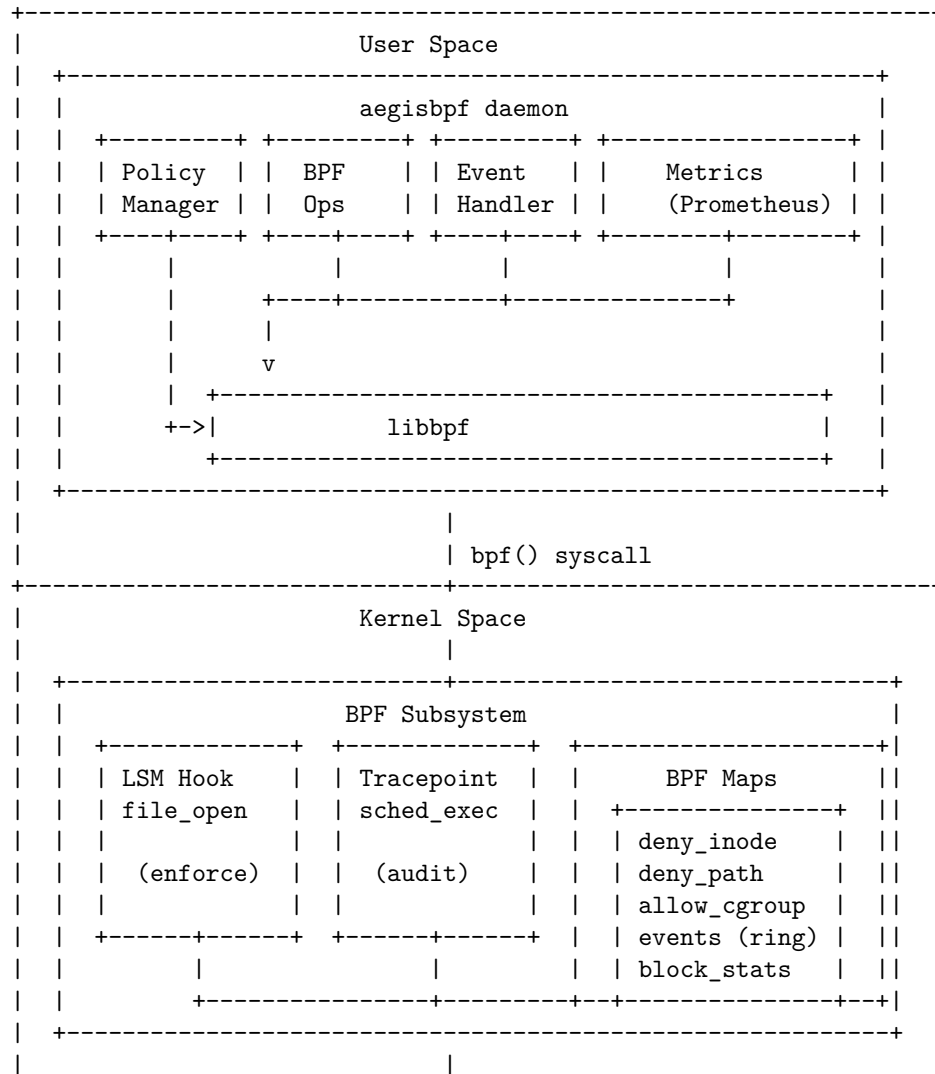 User Space
aegisbpf daemon
Policy Manager
BPF Ops
Event Handler
Metrics (Prometheus)
libbpf
bpf() syscall
Kernel Space
BPF Subsystem
LSM Hook file_open
(enforce)
Tracepoint sched_exec
(audit)
BPF Maps
deny_inode
deny_path
allow_cgroup
events (ring)
block_stats